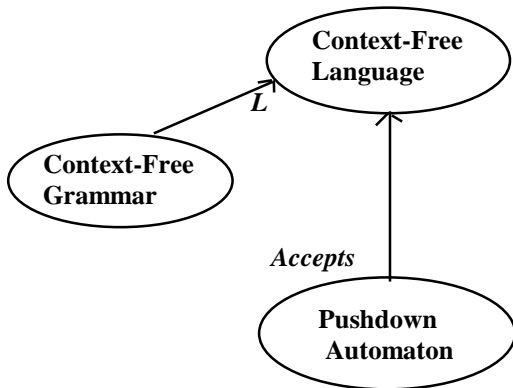 Context-Free
Language
L
Context-Free
Grammar
Accepts
Pushdown
Automaton